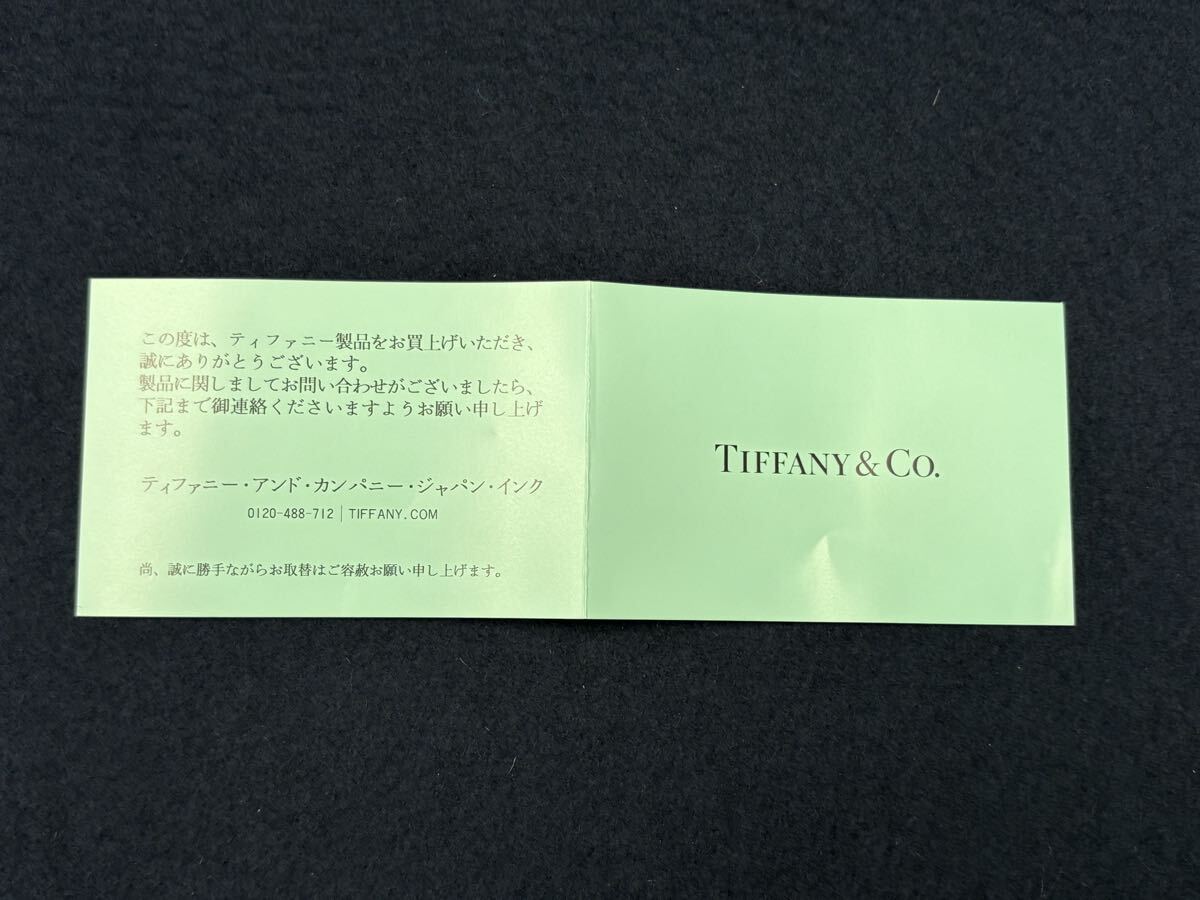 この度は、ティファニー製品をお買上げいただき、
誠にありがとうございます。
製品に関しましてお問い合わせがございましたら、
下記まで御連絡くださいますようお願い申し上げ
ます。
ティファニー・アンド・カンパニー・ジャパン・インク
0120-488-712 | TIFFANY.COM
尚、誠に勝手ながらお取替はご容赦お願い申し上げます。
TIFFANY & CO.